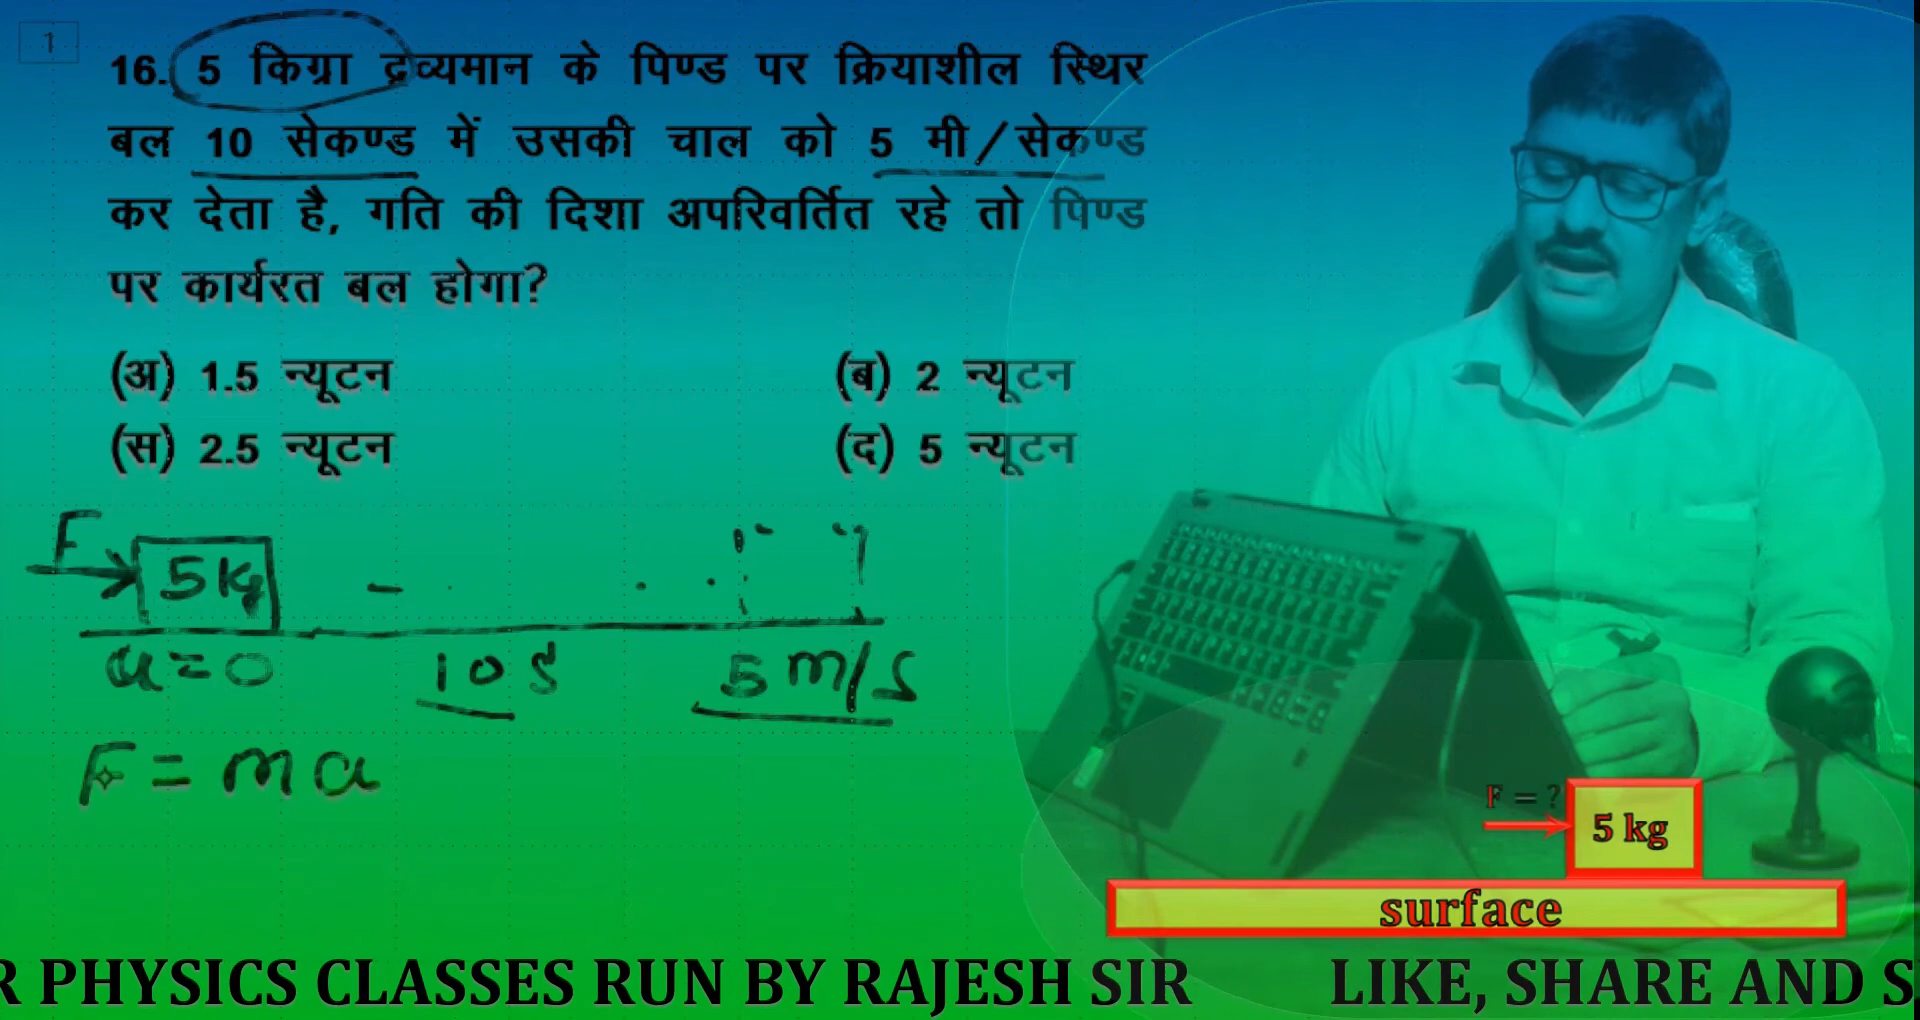 1
16. 5 किग्रा द्रव्यमान के पिण्ड पर क्रियाशील स्थिर
बल 10 सेकण्ड में उसकी चाल को 5 मी/सेकण्ड
कर देता है, गति की दिशा अपरिवर्तित रहे तो पिण्ड
पर कार्यरत बल होगा?
(अ) 1.5 न्यूटन (ब) 2 न्यूटन
(स) 2.5 न्यूटन (द) 5 न्यूटन
F 5kg
u=0 10 S 5 m/s
F = ma
F = ?
5 kg
surface
R PHYSICS CLASSES RUN BY RAJESH SIR LIKE, SHARE AND S